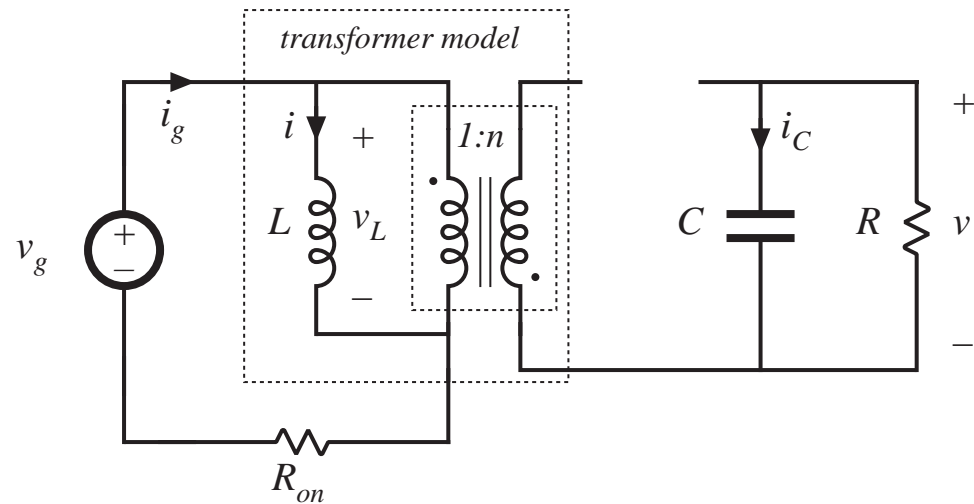 transformer model
i_g
i
+
1:n
i_C
+
v_g
+
−
L
v_L
C
R
v
−
−
R_on